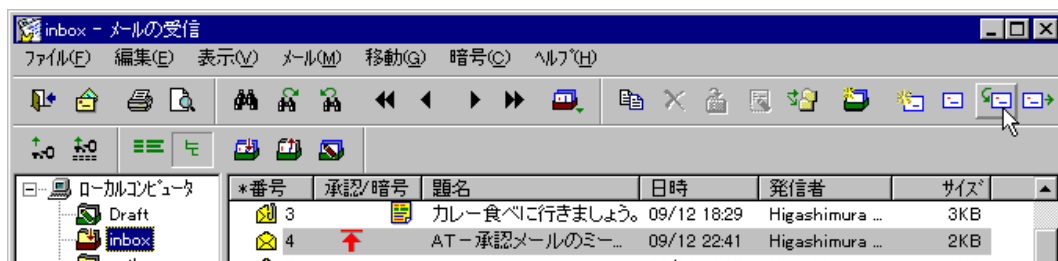 inbox - メールの受信
ファイル(F) 編集(E) 表示(V) メール(M) 移動(G) 暗号(C) ヘルプ(H)
ローカルコンピュータ
Draft
inbox
*番号 承認/暗号 題名 日時 発信者 サイズ
3 カレー食べに行きましょう。 09/12 18:29 Higashimura ... 3KB
4 AT-承認メールのミー... 09/12 22:41 Higashimura ... 2KB